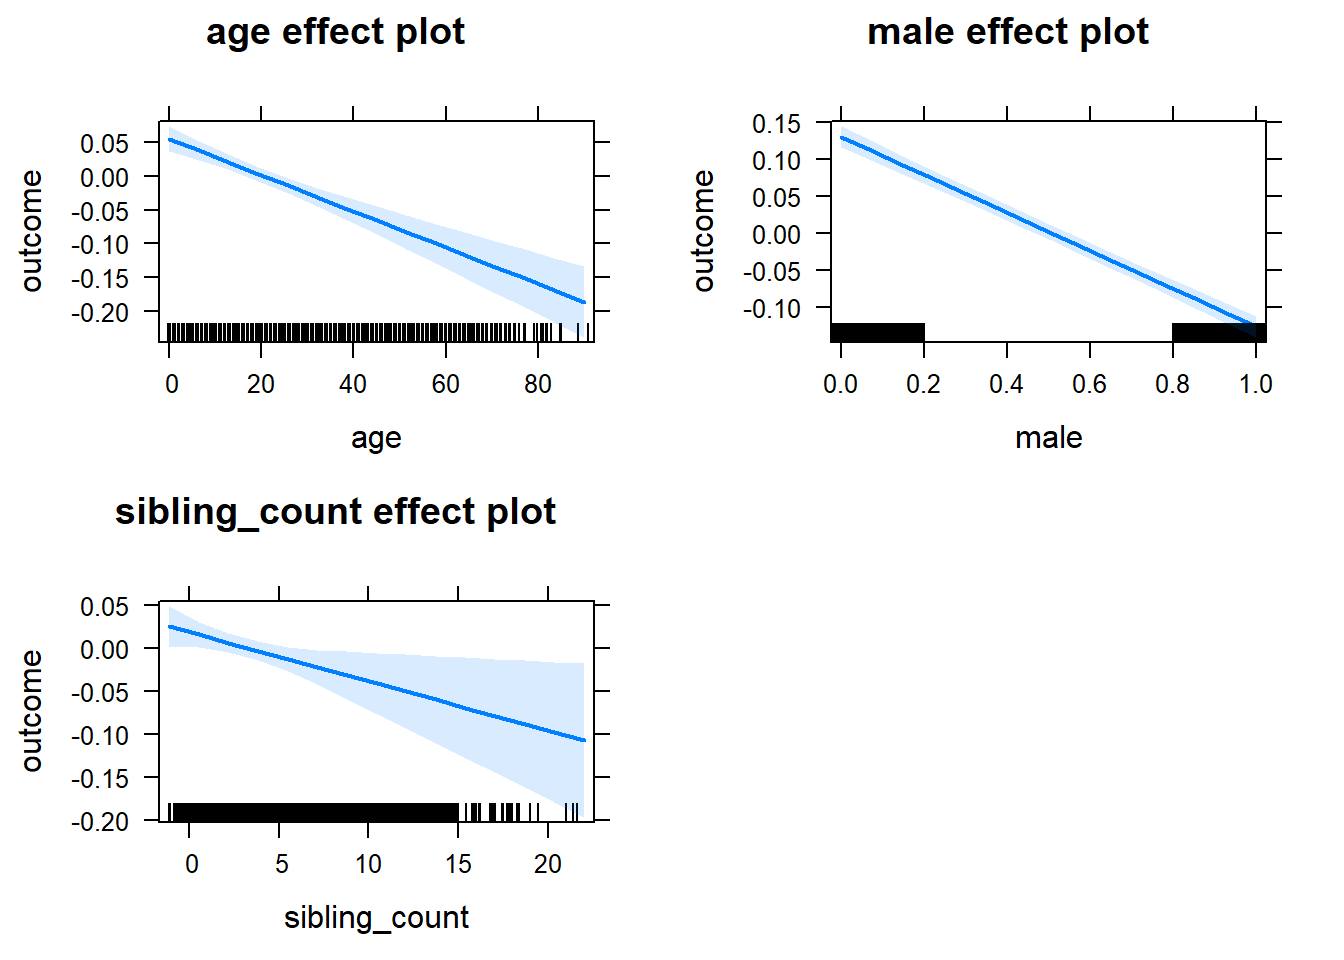 age effect plot
outcome
0.05
0.00
-0.05
-0.10
-0.15
-0.20
0 20 40 60 80
age
male effect plot
outcome
0.15
0.10
0.05
0.00
-0.05
-0.10
0.0 0.2 0.4 0.6 0.8 1.0
male
sibling_count effect plot
outcome
0.05
0.00
-0.05
-0.10
-0.15
-0.20
0 5 10 15 20
sibling_count